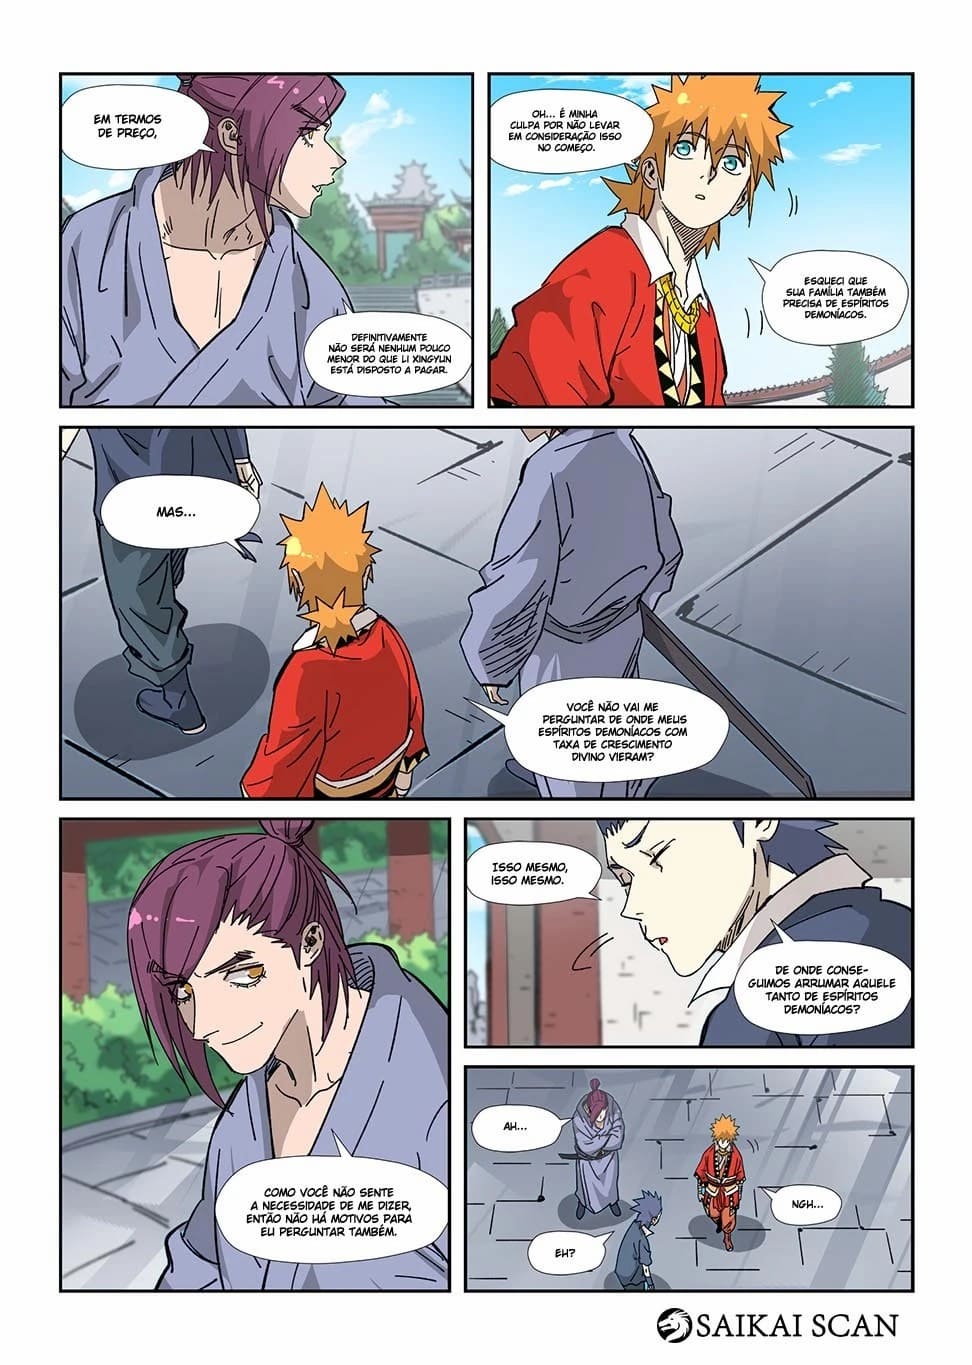 EM TERMOS
DE PREÇO,
DEFINITIVAMENTE
NÃO SERÁ NENHUM POUCO
MENOR DO QUE LI XINGYUN
ESTÁ DISPOSTO A PAGAR.
OH... É MINHA
CULPA POR NÃO LEVAR
EM CONSIDERAÇÃO ISSO
NO COMEÇO.
ESQUECI QUE
SUA FAMÍLIA TAMBÉM
PRECISA DE ESPÍRITOS
DEMONÍACOS.
MAS...
VOCÊ NÃO VAI ME
PERGUNTAR DE ONDE MEUS
ESPÍRITOS DEMONÍACOS COM
TAXA DE CRESCIMENTO
DIVINO VIERAM?
COMO VOCÊ NÃO SENTE
A NECESSIDADE DE ME DIZER,
ENTÃO NÃO HÁ MOTIVOS PARA
EU PERGUNTAR TAMBÉM.
ISSO MESMO,
ISSO MESMO.
DE ONDE CONSE-
GUIMOS ARRUMAR AQUELE
TANTO DE ESPÍRITOS
DEMONÍACOS?
AH...
NGH...
EH?
SAIKAI SCAN